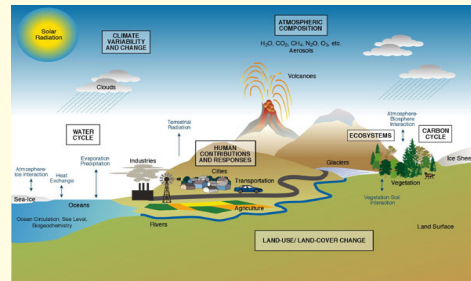 Solar
Radiation
CLIMATE
VARIABILITY
AND CHANGE
ATMOSPHERIC
COMPOSITION
H₂O, CO₂, CH₄, N₂O, O₃, etc.
Aerosols
Clouds
Volcanoes
WATER
CYCLE
Terrestrial
Radiation
Atmosphere-
Biosphere
Interaction
ECOSYSTEMS
CARBON
CYCLE
HUMAN
CONTRIBUTIONS
AND RESPONSES
Atmosphere-
Ice Interaction
Heat
Exchange
Evaporation
Precipitation
Industries
Cities
Transportation
Glaciers
Ice Sheet
Vegetation
Soil
Sea-Ice
Oceans
Agriculture
Vegetation-Soil
Interaction
Ocean Circulation, Sea Level,
Biogeochemistry
Rivers
Land Surface
LAND-USE/ LAND-COVER CHANGE